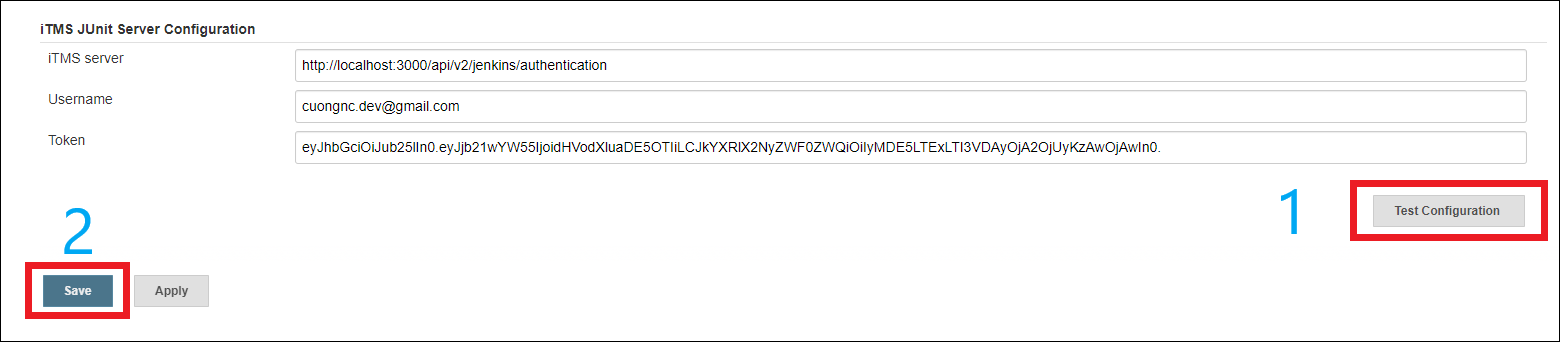 iTMS JUnit Server Configuration
iTMS server
http://localhost:3000/api/v2/jenkins/authentication
Username
cuongnc.dev@gmail.com
Token
eyJhbGciOiJub25lIn0.eyJjb21wYW55IjoidHVodXluaDE5OTIiLCJkYXRlX2NyZWF0ZWQiOiIyMDE5LTExLTI3VDAyOjA2OjUyKzAwOjAwIn0.
1
Test Configuration
2
Save
Apply